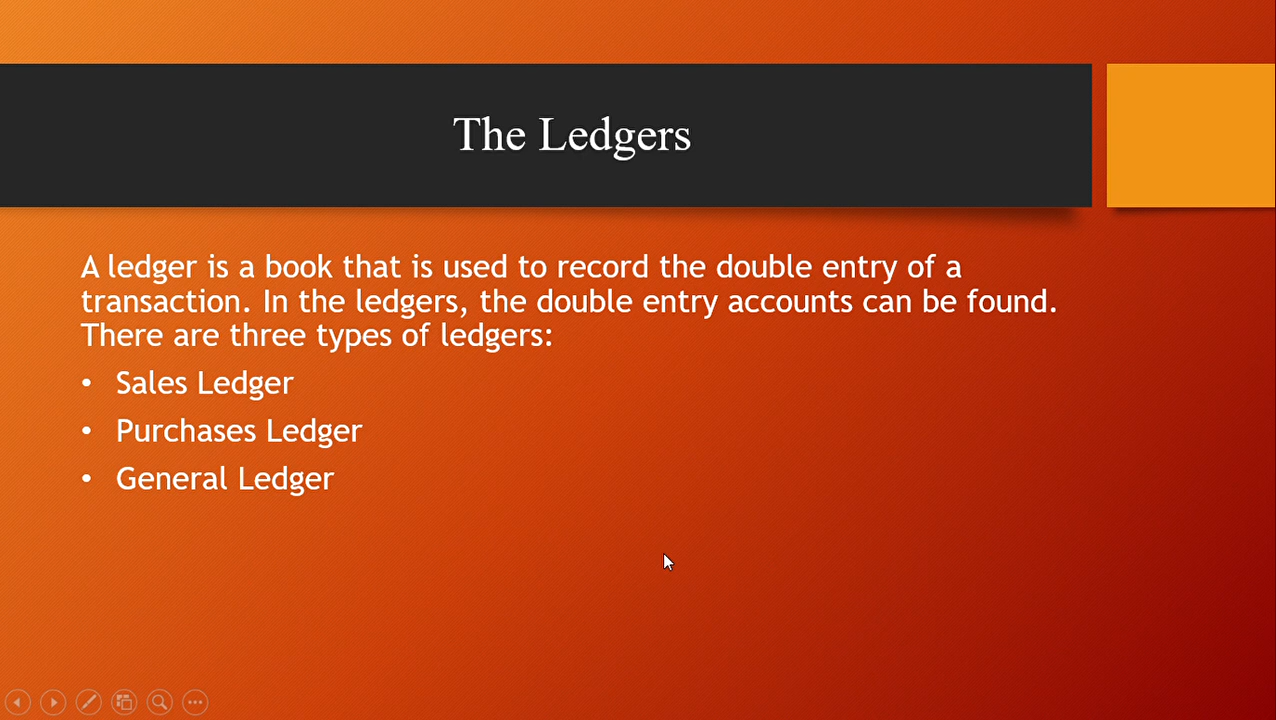 The Ledgers
A ledger is a book that is used to record the double entry of a
transaction. In the ledgers, the double entry accounts can be found.
There are three types of ledgers:
• Sales Ledger
• Purchases Ledger
• General Ledger